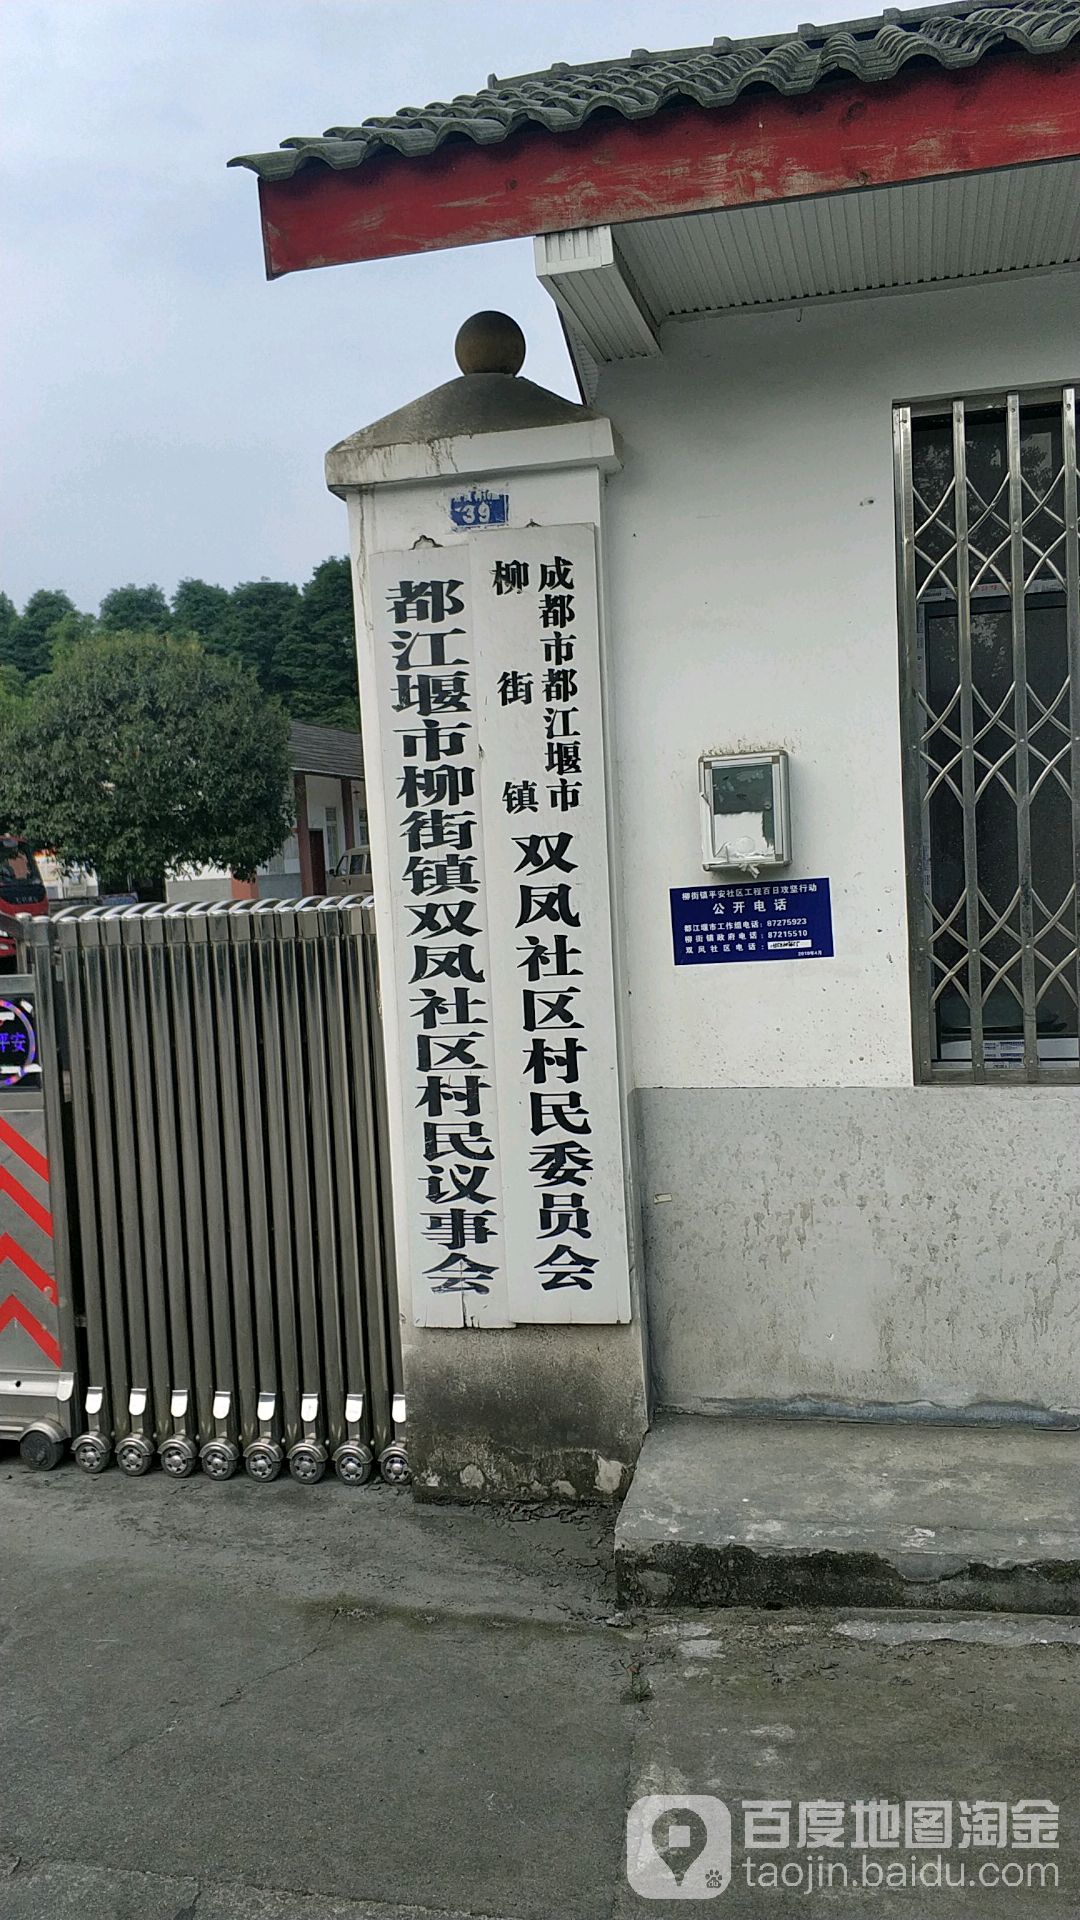 39
成都市都江堰市
柳街镇
双凤社区村民委员会
都江堰市柳街镇双凤社区村民议事会
柳街镇平安社区工程百日攻坚行动
公开电话
都江堰市工作组电话：87275923
柳街镇政府电话：87215510
双凤社区电话：
2018年4月
平安
百度地图淘金
taojin.baidu.com